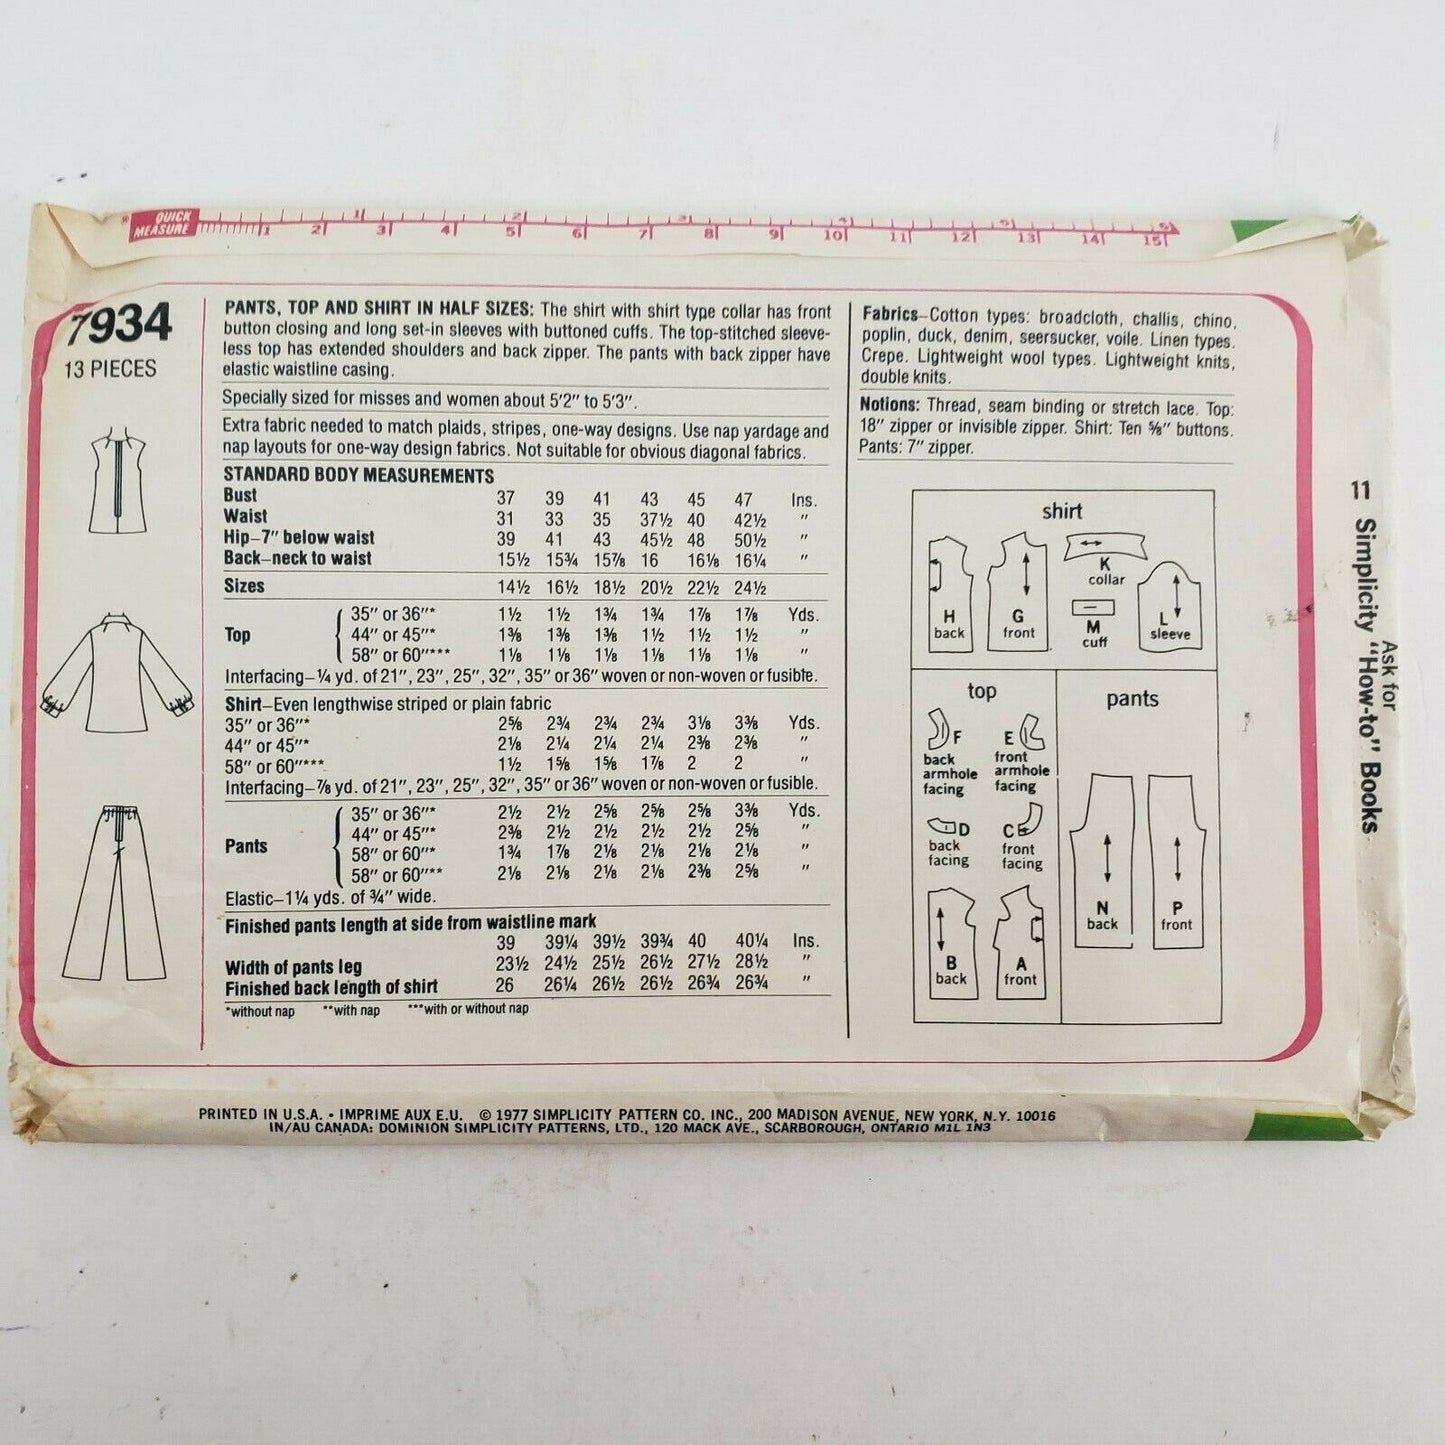 QUICK
MEASURE
1 2 3 4 5 6
1 2 3 4 5 6 7 8 9 10 11 12 13 14 15
7934
13 PIECES
PANTS, TOP AND SHIRT IN HALF SIZES: The shirt with shirt type collar has front
button closing and long set-in sleeves with buttoned cuffs. The top-stitched sleeve-
less top has extended shoulders and back zipper. The pants with back zipper have
elastic waistline casing.
Specially sized for misses and women about 5'2" to 5'3".
Extra fabric needed to match plaids, stripes, one-way designs. Use nap yardage and
nap layouts for one-way design fabrics. Not suitable for obvious diagonal fabrics.
STANDARD BODY MEASUREMENTS
Bust 37 39 41 43 45 47 Ins.
Waist 31 33 35 37½ 40 42½ "
Hip–7" below waist 39 41 43 45½ 48 50½ "
Back–neck to waist 15½ 15¾ 15⅞ 16 16⅛ 16¼ "
Sizes 14½ 16½ 18½ 20½ 22½ 24½
Top
35" or 36"* 1½ 1½ 1¾ 1¾ 1⅞ 1⅞ Yds.
44" or 45"* 1⅜ 1⅜ 1⅜ 1½ 1½ 1½ "
58" or 60"*** 1⅛ 1⅛ 1⅛ 1⅛ 1⅛ 1⅛ "
Interfacing–¼ yd. of 21", 23", 25", 32", 35" or 36" woven or non-woven or fusible.
Shirt–Even lengthwise striped or plain fabric
35" or 36"* 2⅝ 2¾ 2¾ 2¾ 3⅛ 3⅜ Yds.
44" or 45"* 2⅛ 2¼ 2¼ 2¼ 2⅜ 2⅜ "
58" or 60"*** 1½ 1⅝ 1⅝ 1⅞ 2 2 "
Interfacing–⅞ yd. of 21", 23", 25", 32", 35" or 36" woven or non-woven or fusible.
Pants
35" or 36"* 2½ 2½ 2⅝ 2⅝ 2⅝ 3⅜ Yds.
44" or 45"* 2⅜ 2½ 2½ 2½ 2½ 2⅝ "
58" or 60"* 1¾ 1⅞ 2⅛ 2⅛ 2⅛ 2⅛ "
58" or 60"** 2⅛ 2⅛ 2⅛ 2⅛ 2⅜ 2⅝ "
Elastic–1¼ yds. of ¾" wide.
Finished pants length at side from waistline mark
39 39¼ 39½ 39¾ 40 40¼ Ins.
Width of pants leg 23½ 24½ 25½ 26½ 27½ 28½ "
Finished back length of shirt 26 26¼ 26½ 26½ 26¾ 26¾ "
*without nap **with nap ***with or without nap
Fabrics–Cotton types: broadcloth, challis, chino,
poplin, duck, denim, seersucker, voile. Linen types.
Crepe. Lightweight wool types. Lightweight knits,
double knits.
Notions: Thread, seam binding or stretch lace. Top:
18" zipper or invisible zipper. Shirt: Ten ⅝" buttons.
Pants: 7" zipper.
shirt
H
back
G
front
K
collar
M
cuff
L
sleeve
top
F
back
armhole
facing
E
front
armhole
facing
D
back
facing
C
front
facing
B
back
A
front
pants
N
back
P
front
11
Ask for
Simplicity "How-to" Books
PRINTED IN U.S.A. • IMPRIME AUX E.U. © 1977 SIMPLICITY PATTERN CO. INC., 200 MADISON AVENUE, NEW YORK, N.Y. 10016
IN/AU CANADA: DOMINION SIMPLICITY PATTERNS, LTD., 120 MACK AVE., SCARBOROUGH, ONTARIO M1L 1N3